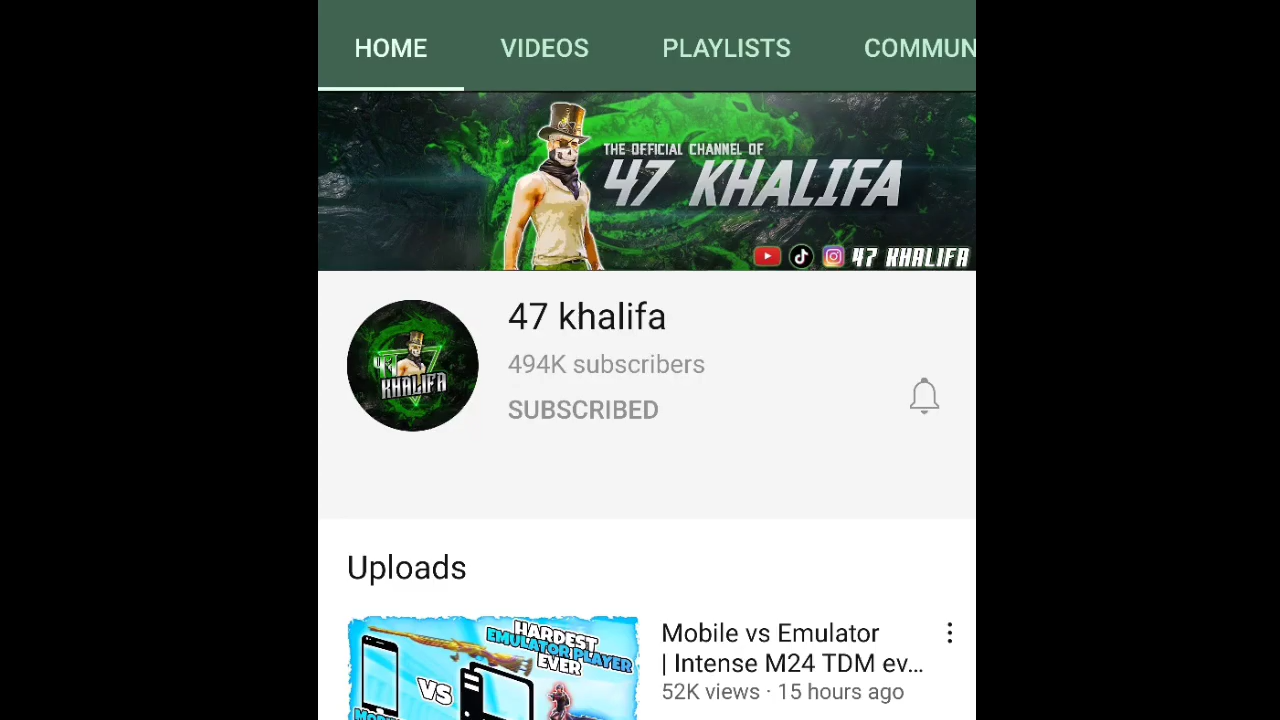 HOME VIDEOS PLAYLISTS COMMUN
THE OFFICIAL CHANNEL OF
47 KHALIFA
47 KHALIFA
47 khalifa
494K subscribers
SUBSCRIBED
KHALIFA
Uploads
HARDEST
EMULATOR PLAYER
EVER
VS
Mobile vs Emulator
| Intense M24 TDM ev...
52K views · 15 hours ago